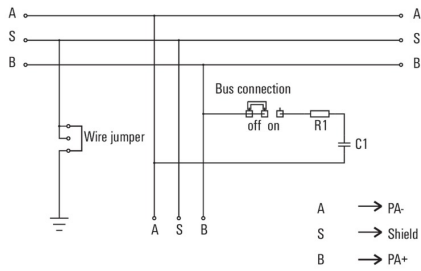 A A
S S
B B
Bus connection
off on R1
Wire jumper
C1
A S B
A PA-
S Shield
B PA+